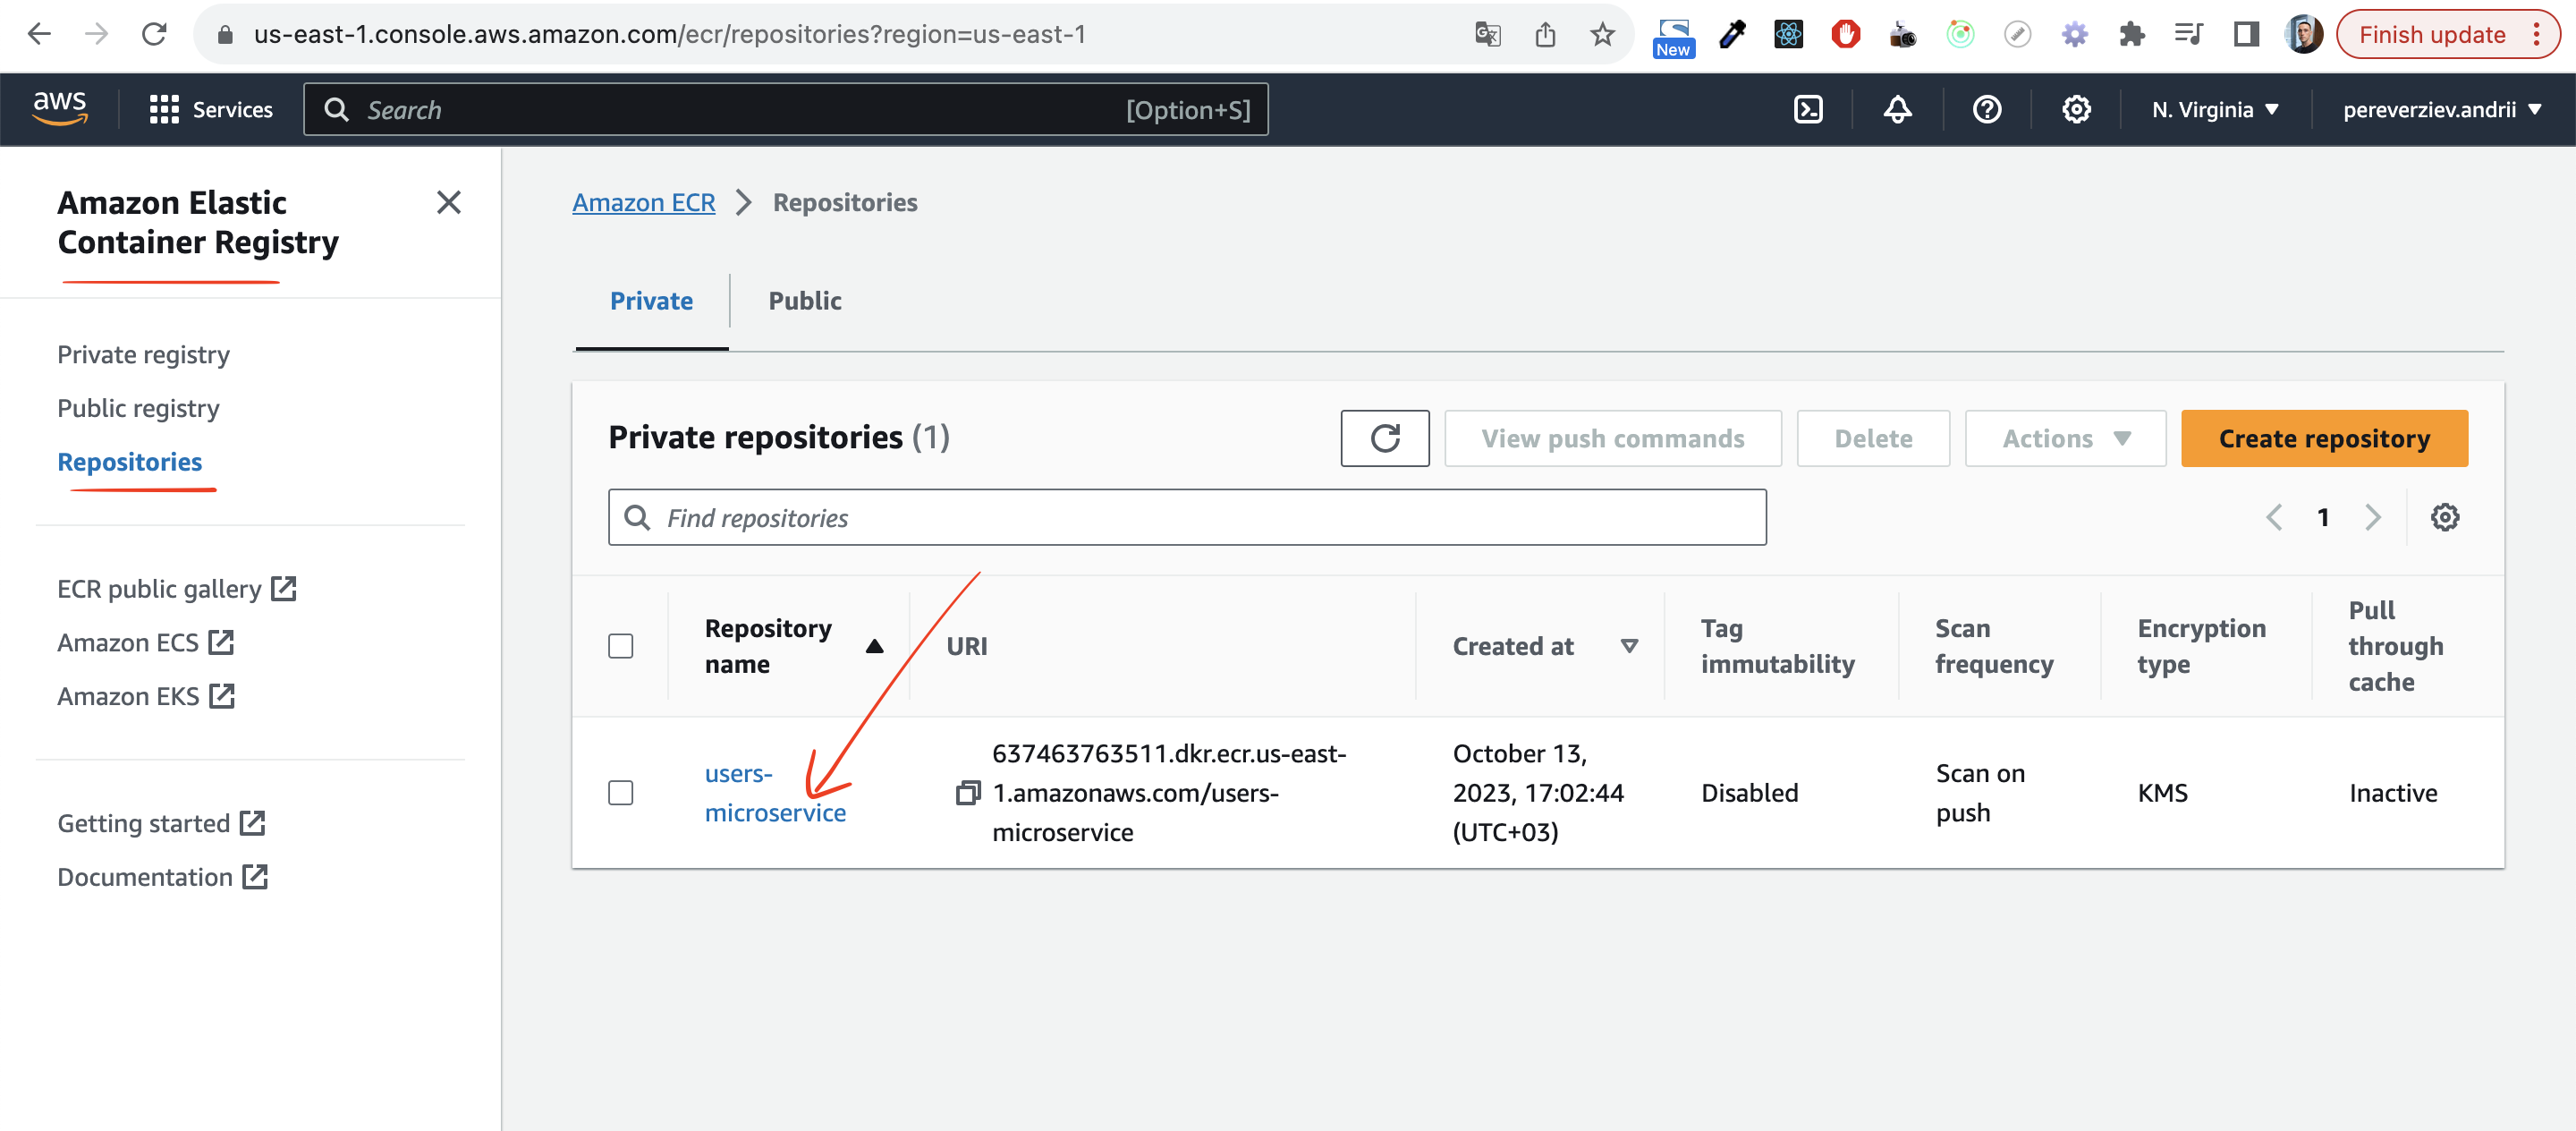 us-east-1.console.aws.amazon.com/ecr/repositories?region=us-east-1
New
Finish update
aws
Services
Search
[Option+S]
N. Virginia
pereverziev.andrii
Amazon Elastic
Container Registry
Private registry
Public registry
Repositories
ECR public gallery
Amazon ECS
Amazon EKS
Getting started
Documentation
Amazon ECR
Repositories
Private
Public
Private repositories (1)
View push commands
Delete
Actions
Create repository
Find repositories
1
Repository
name
URI
Created at
Tag
immutability
Scan
frequency
Encryption
type
Pull
through
cache
users-
microservice
637463763511.dkr.ecr.us-east-
1.amazonaws.com/users-
microservice
October 13,
2023, 17:02:44
(UTC+03)
Disabled
Scan on
push
KMS
Inactive